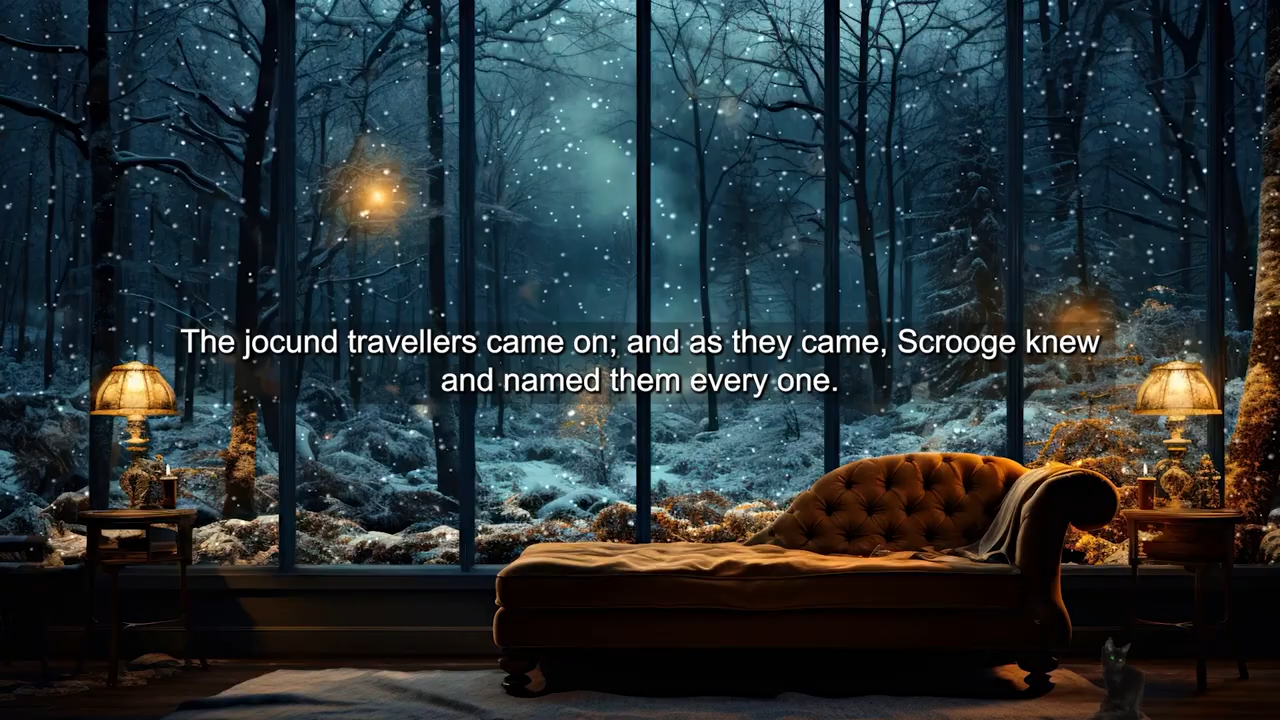 The jocund travellers came on; and as they came, Scrooge knew
and named them every one.